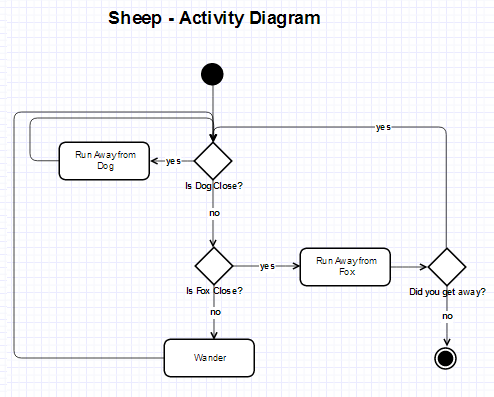 Sheep - Activity Diagram
yes
Run Away from
Dog
yes
Is Dog Close?
no
yes
Run Away from
Fox
Is Fox Close?
Did you get away?
no
no
Wander